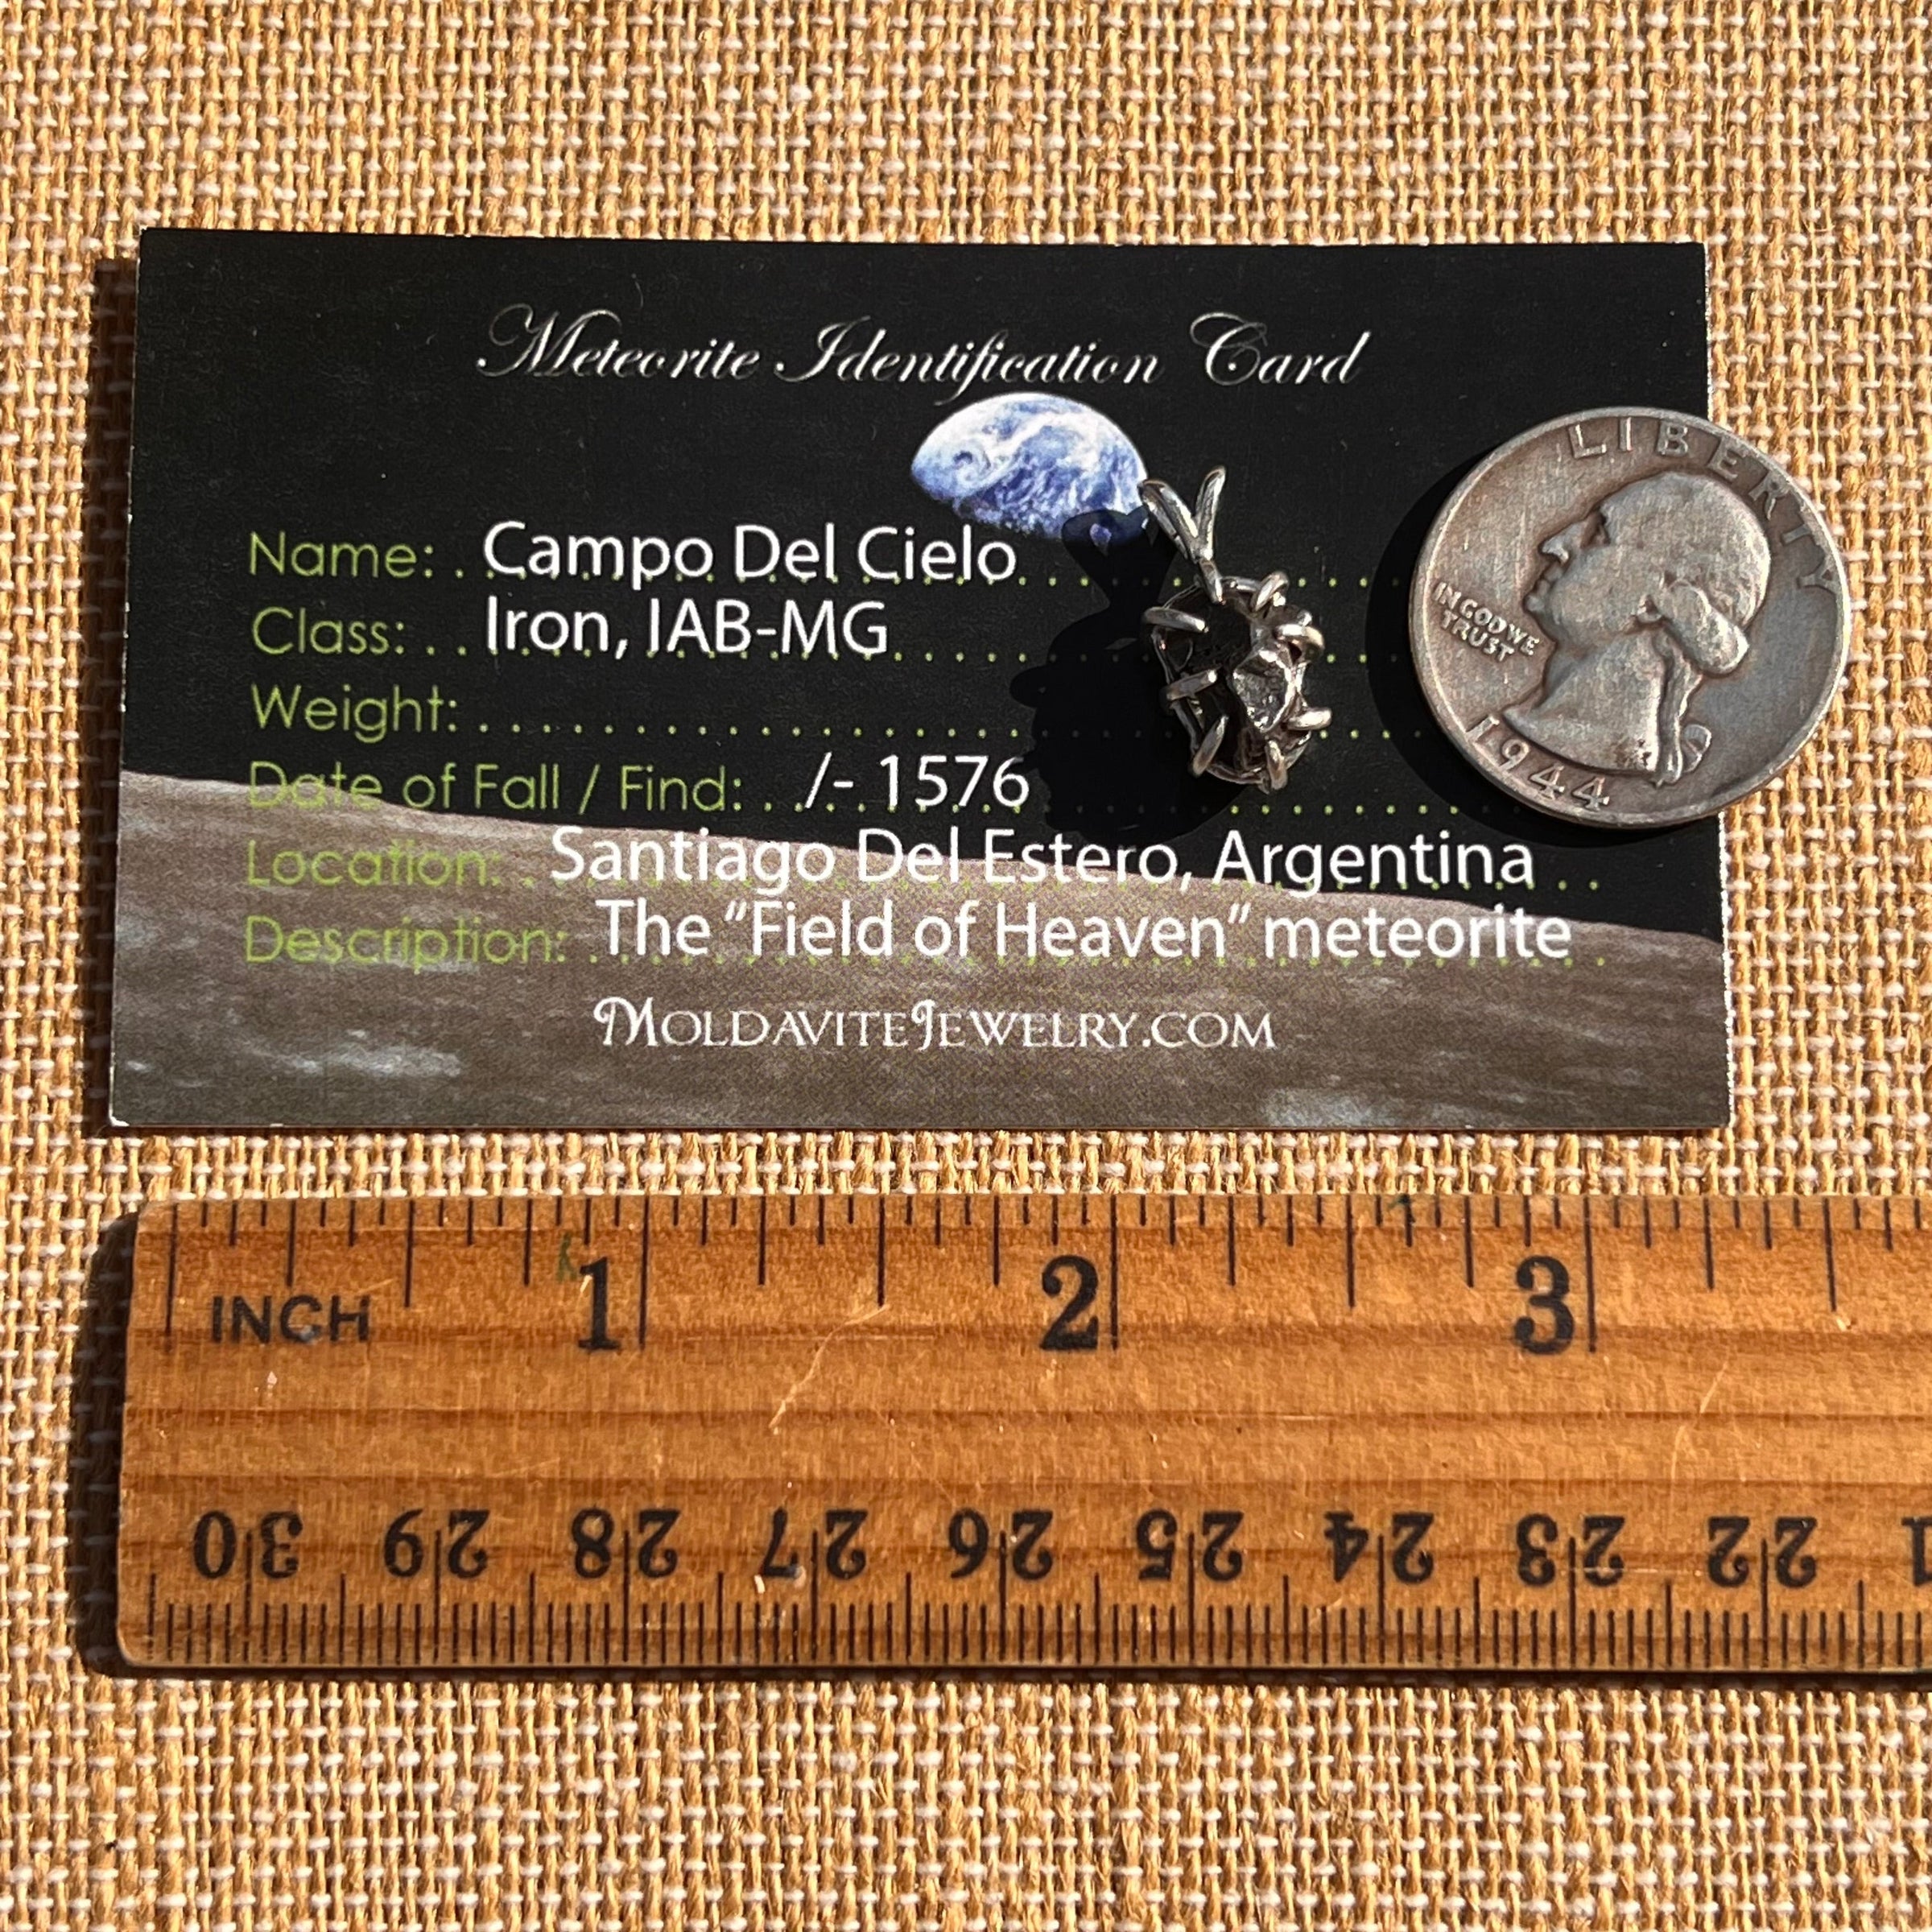 Meteorite Identification Card
Name: Campo Del Cielo
Class: Iron, IAB-MG
Weight:
Date of Fall / Find: /- 1576
Location: Santiago Del Estero, Argentina
Description: The "Field of Heaven" meteorite
MOLDAVITEJEWELRY.COM
LIBERTY
IN GOD WE
TRUST
1944
INCH 1 2 3
30 29 28 27 26 25 24 23 22